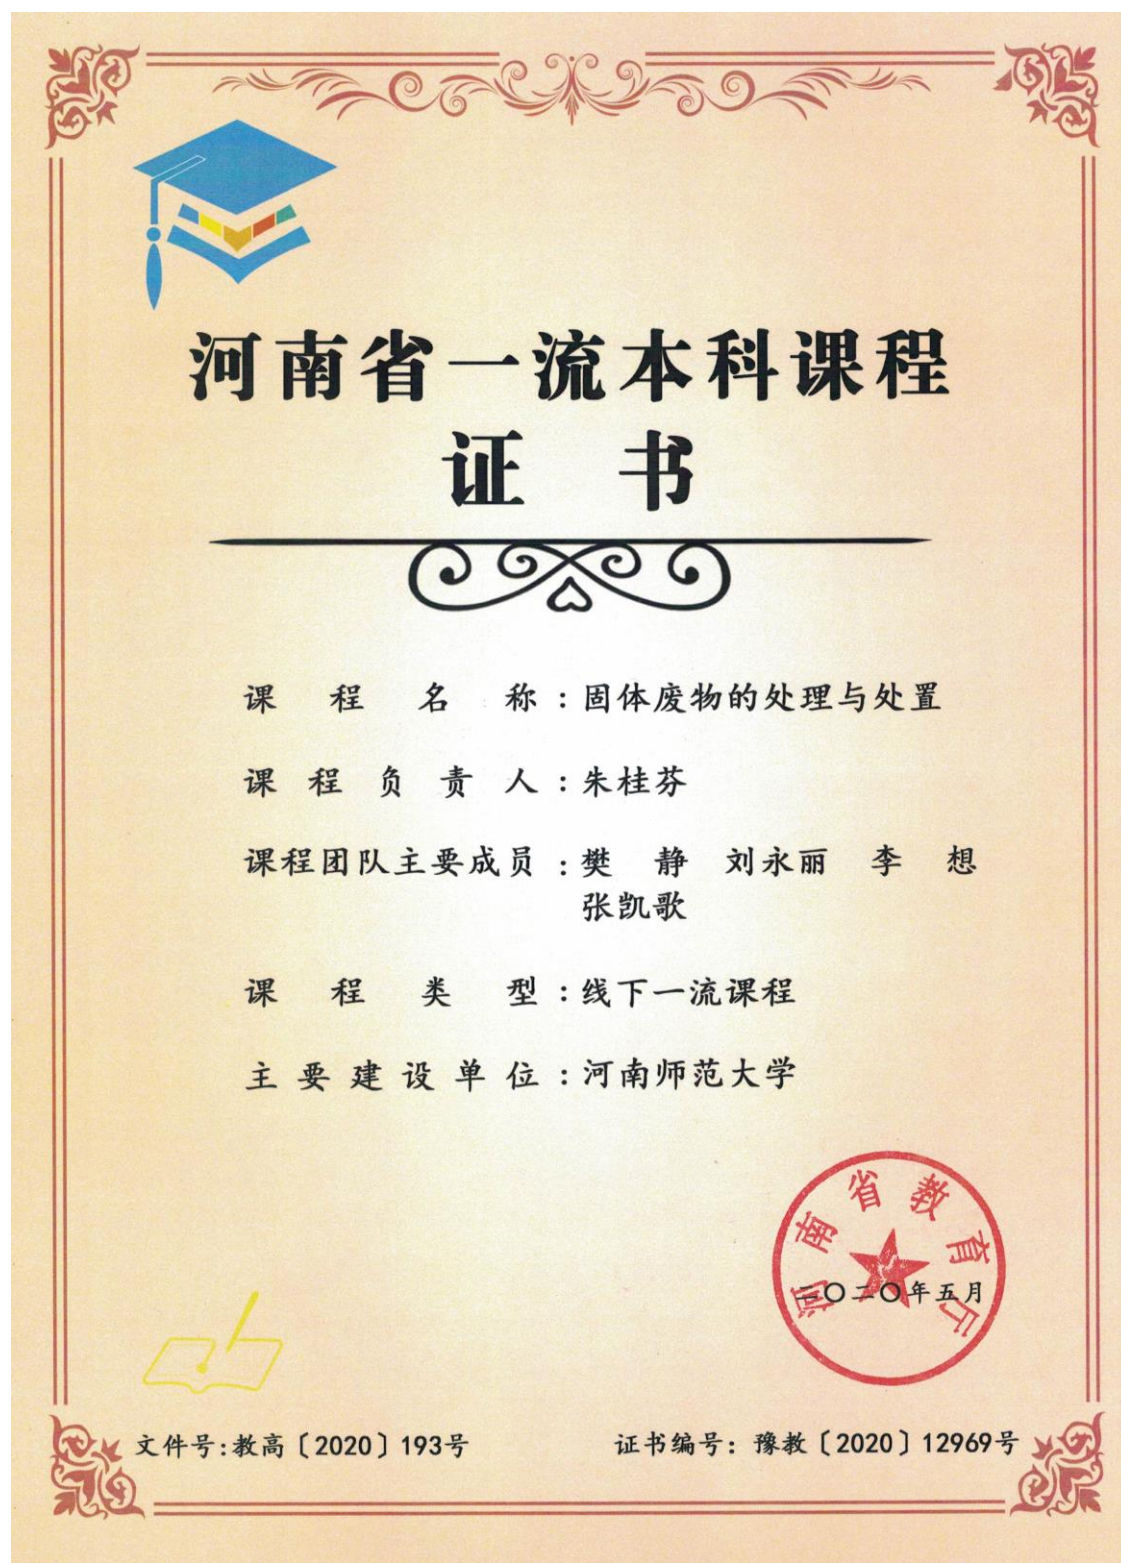 河南省一流本科课程
证 书
课程名称：固体废物的处理与处置
课程负责人：朱桂芬
课程团队主要成员：樊 静 刘永丽 李 想
张凯歌
课程类型：线下一流课程
主要建设单位：河南师范大学
河南省教育厅
二〇二〇年五月
文件号:教高〔2020〕193号
证书编号：豫教〔2020〕12969号